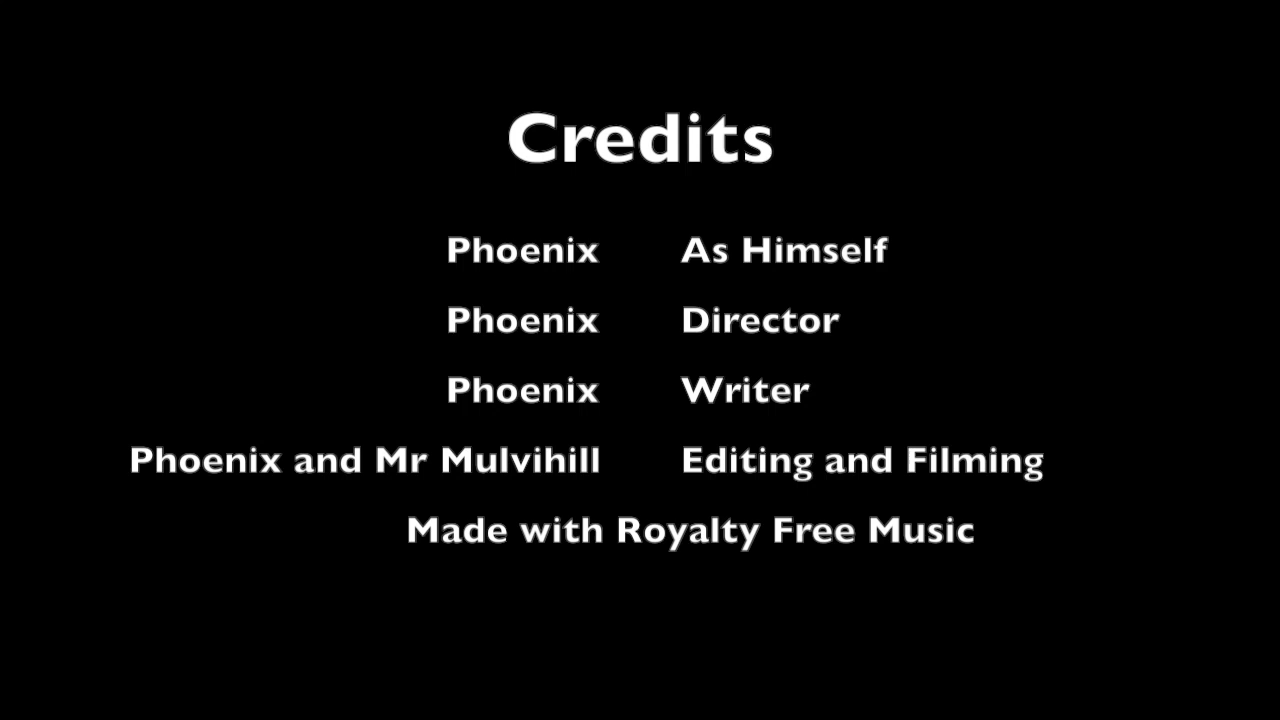 Credits
Phoenix As Himself
Phoenix Director
Phoenix Writer
Phoenix and Mr Mulvihill Editing and Filming
Made with Royalty Free Music